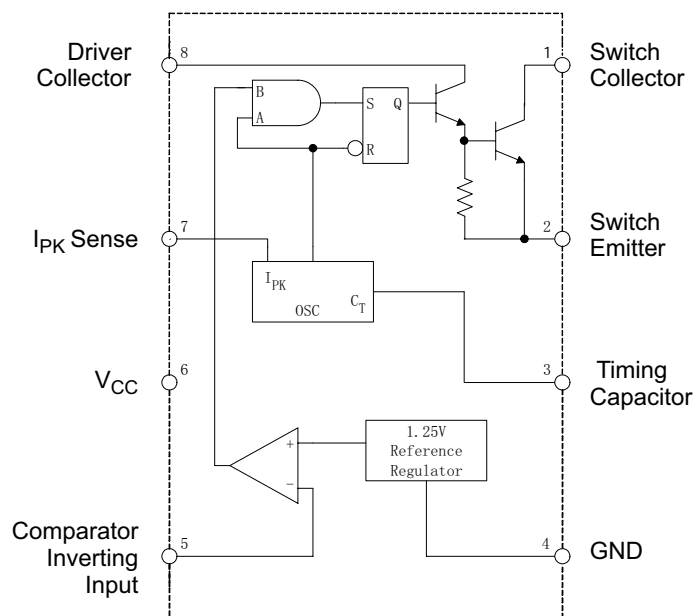 Driver
Collector
8
1
Switch
Collector
B
A
S
Q
R
I_PK Sense
7
2
Switch
Emitter
I_PK
C_T
OSC
V_CC
6
3
Timing
Capacitor
+
−
1.25V
Reference
Regulator
Comparator
Inverting
Input
5
4
GND